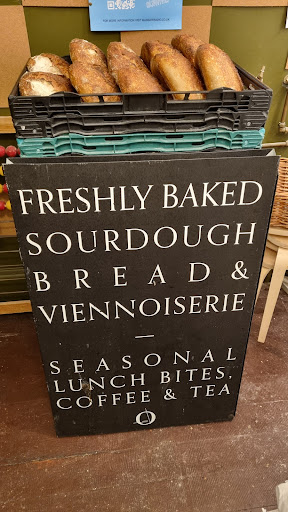 FRESHLY BAKED
SOURDOUGH
BREAD &
VIENNOISERIE
—
SEASONAL
LUNCH BITES,
COFFEE & TEA